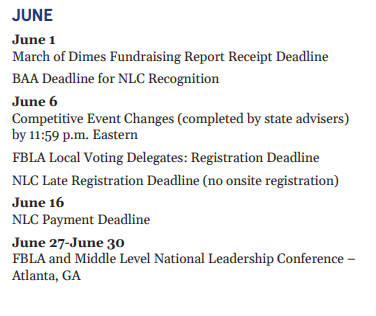 JUNE
June 1
March of Dimes Fundraising Report Receipt Deadline
BAA Deadline for NLC Recognition
June 6
Competitive Event Changes (completed by state advisers)
by 11:59 p.m. Eastern
FBLA Local Voting Delegates: Registration Deadline
NLC Late Registration Deadline (no onsite registration)
June 16
NLC Payment Deadline
June 27-June 30
FBLA and Middle Level National Leadership Conference –
Atlanta, GA